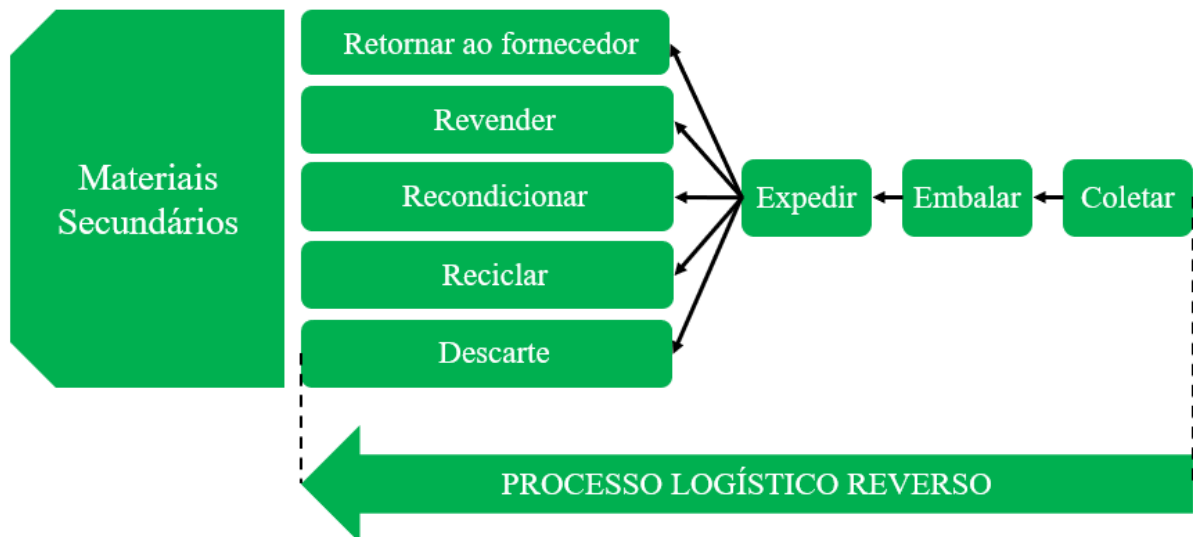 Materiais
Secundários
Retornar ao fornecedor
Revender
Recondicionar
Reciclar
Descarte
Expedir
Embalar
Coletar
PROCESSO LOGÍSTICO REVERSO